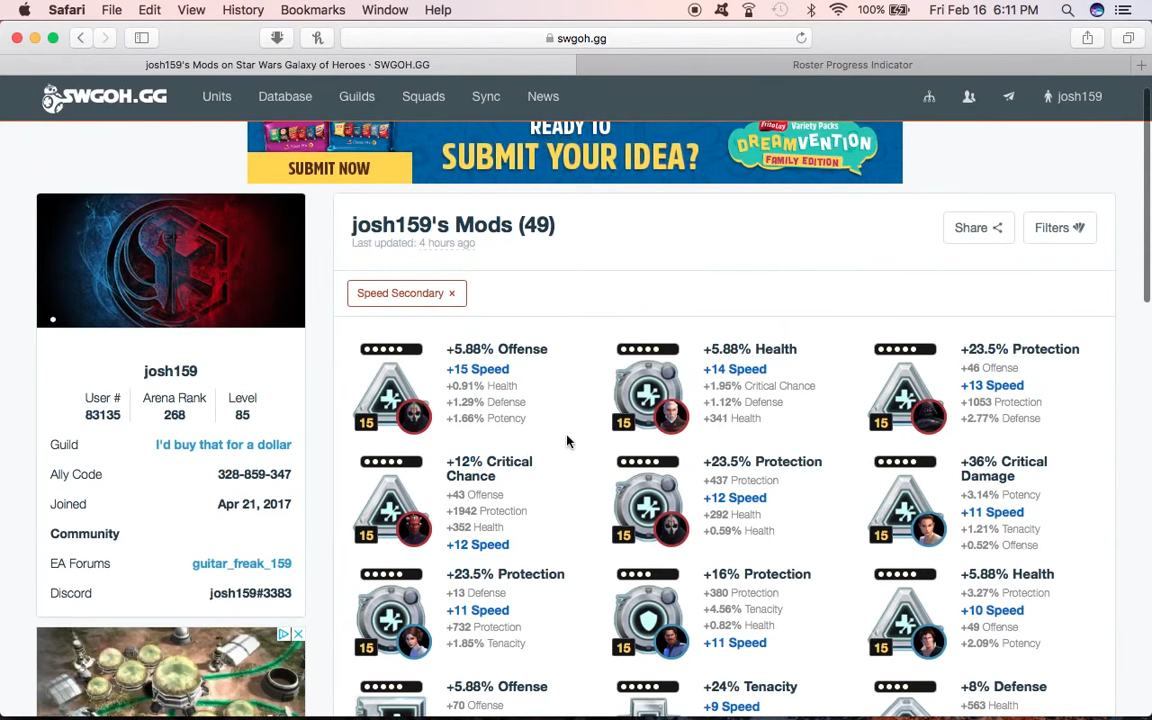 Safari File Edit View History Bookmarks Window Help 100% Fri Feb 16 6:11 PM
swgoh.gg
josh159's Mods on Star Wars Galaxy of Heroes · SWGOH.GG Roster Progress Indicator
SWGOH.GG Units Database Guilds Squads Sync News josh159
READY TO
SUBMIT YOUR IDEA?
SUBMIT NOW
FritoLay Variety Packs
DREAMVENTION
FAMILY EDITION
josh159's Mods (49)
Last updated: 4 hours ago
Share Filters
Speed Secondary ×
josh159
User # Arena Rank Level
83135 268 85
Guild I'd buy that for a dollar
Ally Code 328-859-347
Joined Apr 21, 2017
Community
EA Forums guitar_freak_159
Discord josh159#3383
+5.88% Offense
+15 Speed
+0.91% Health
+1.29% Defense
+1.66% Potency
15
+5.88% Health
+14 Speed
+1.95% Critical Chance
+1.12% Defense
+341 Health
15
+23.5% Protection
+46 Offense
+13 Speed
+1053 Protection
+2.77% Defense
15
+12% Critical
Chance
+43 Offense
+1942 Protection
+352 Health
+12 Speed
15
+23.5% Protection
+437 Protection
+12 Speed
+292 Health
+0.59% Health
15
+36% Critical
Damage
+3.14% Potency
+11 Speed
+1.21% Tenacity
+0.52% Offense
15
+23.5% Protection
+13 Defense
+11 Speed
+732 Protection
+1.85% Tenacity
15
+16% Protection
+380 Protection
+4.56% Tenacity
+0.82% Health
+11 Speed
15
+5.88% Health
+3.27% Protection
+10 Speed
+49 Offense
+2.09% Potency
15
+5.88% Offense
+70 Offense
+24% Tenacity
+9 Speed
+8% Defense
+563 Health